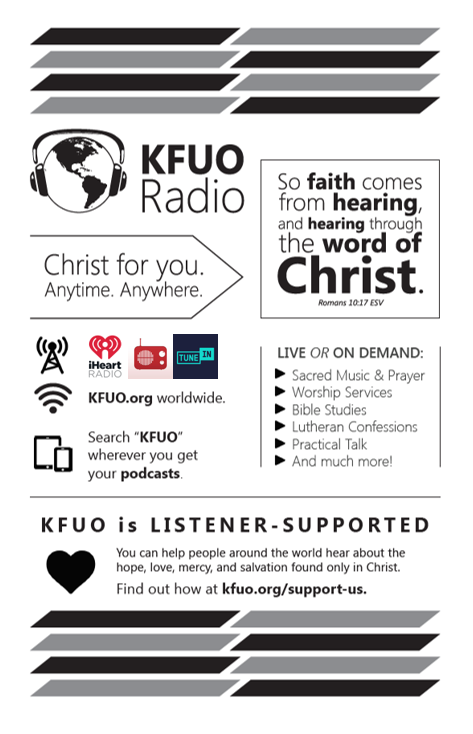 KFUO
Radio
So faith comes
from hearing,
and hearing through
the word of
Christ.
Romans 10:17 ESV
Christ for you.
Anytime. Anywhere.
iHeart
RADIO
TUNE IN
KFUO.org worldwide.
Search “KFUO”
wherever you get
your podcasts.
LIVE OR ON DEMAND:
Sacred Music & Prayer
Worship Services
Bible Studies
Lutheran Confessions
Practical Talk
And much more!
KFUO is LISTENER-SUPPORTED
You can help people around the world hear about the
hope, love, mercy, and salvation found only in Christ.
Find out how at kfuo.org/support-us.